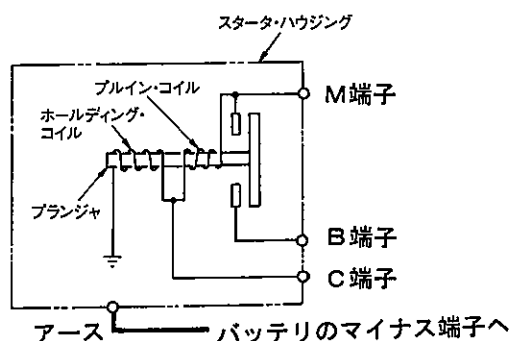 スタータ・ハウジング
プルイン・コイル
M端子
ホールディング・
コイル
プランジャ
B端子
C端子
アース
バッテリのマイナス端子へ